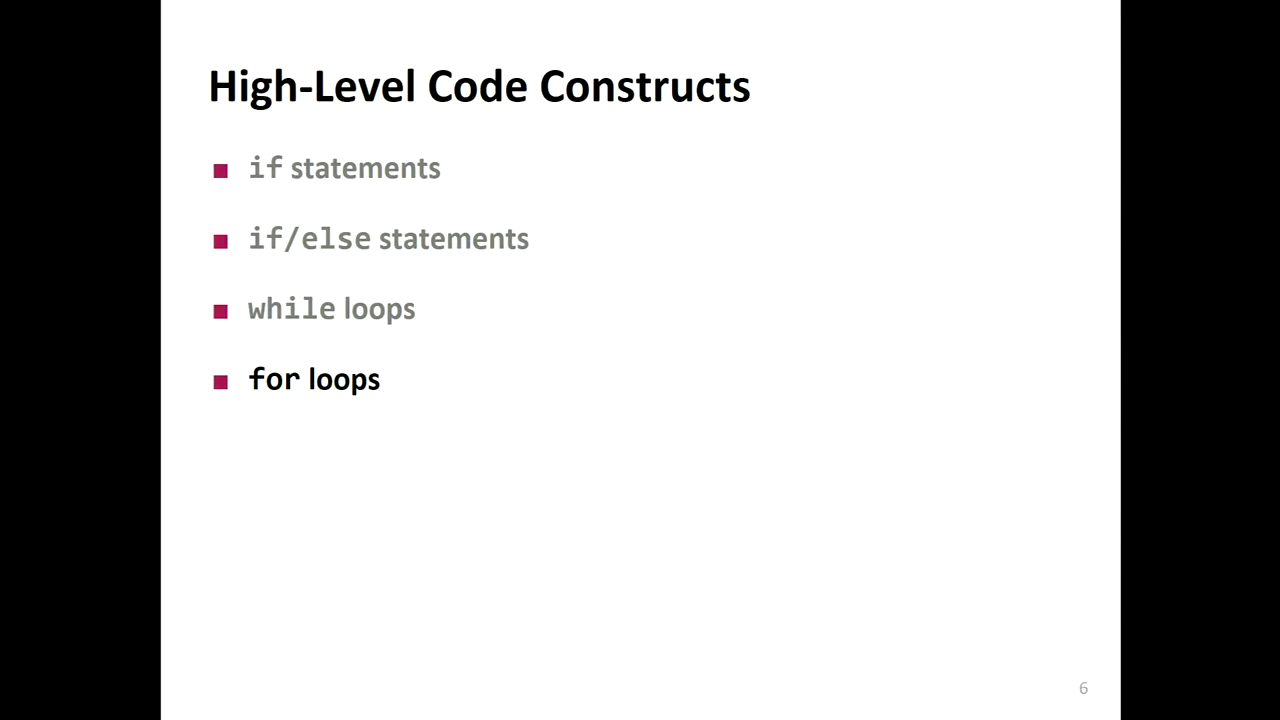 High-Level Code Constructs
if statements
if/else statements
while loops
for loops
6